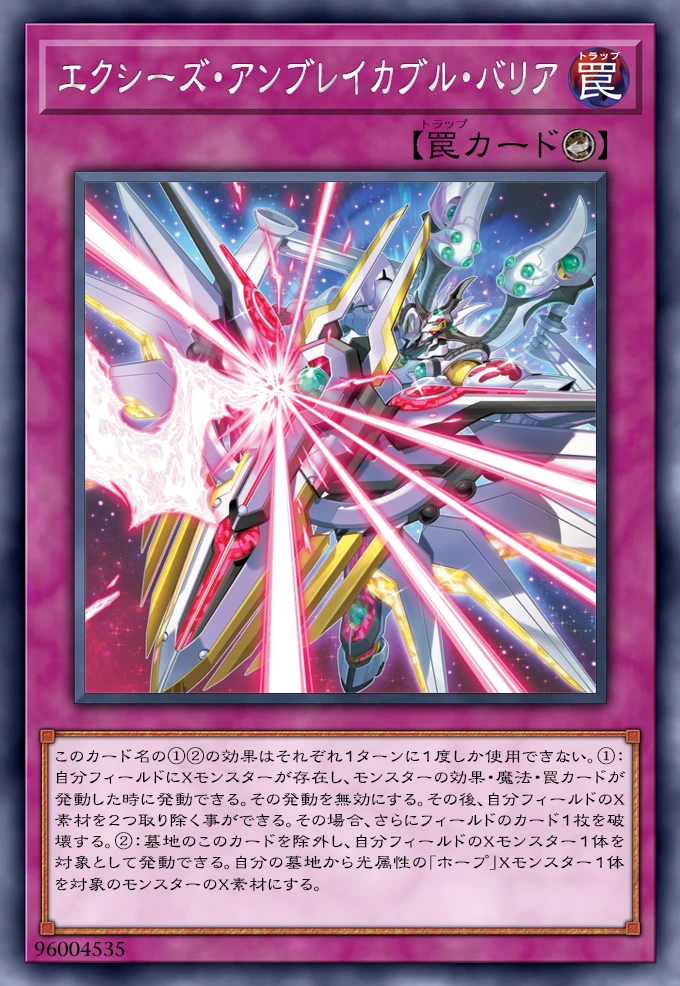 エクシーズ・アンブレイカブル・バリア
トラップ
罠
トラップ
【罠カード】
このカード名の①②の効果はそれぞれ１ターンに１度しか使用できない。①：
自分フィールドにXモンスターが存在し、モンスターの効果・魔法・罠カードが
発動した時に発動できる。その発動を無効にする。その後、自分フィールドのX
素材を２つ取り除く事ができる。その場合、さらにフィールドのカード１枚を破
壊する。②：墓地のこのカードを除外し、自分フィールドのXモンスター１体を
対象として発動できる。自分の墓地から光属性の「ホープ」Xモンスター１体
を対象のモンスターのX素材にする。
96004535